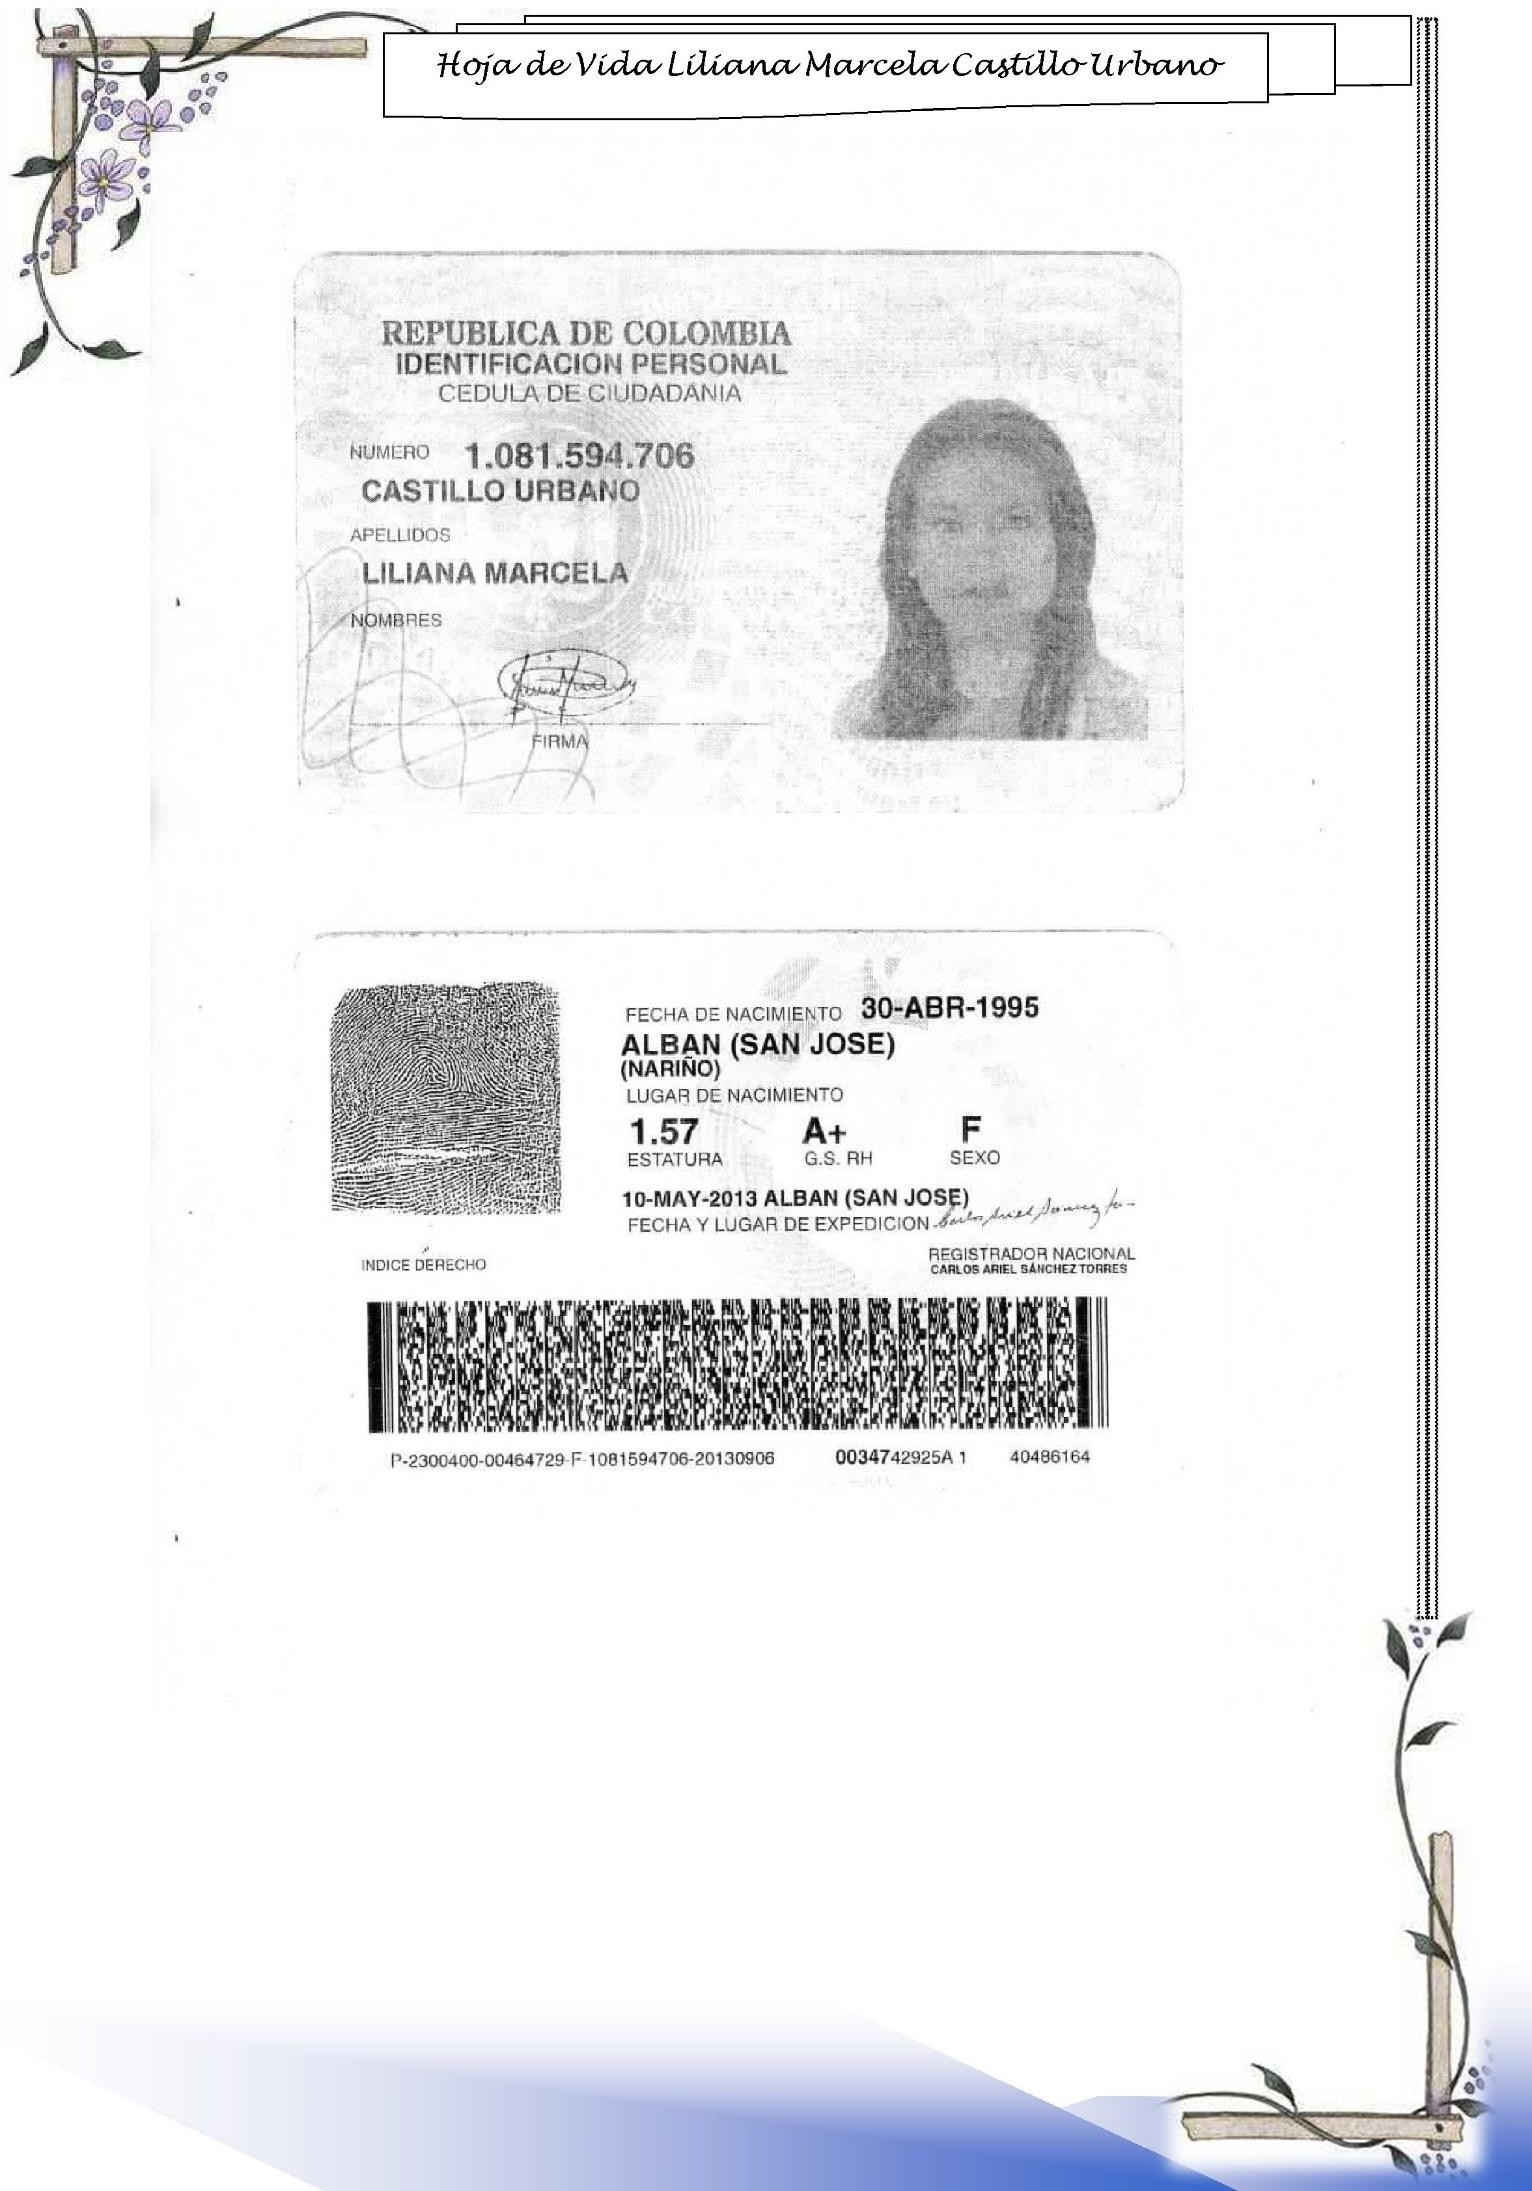 Hoja de Vida Liliana Marcela Castillo Urbano
REPUBLICA DE COLOMBIA
IDENTIFICACION PERSONAL
CEDULA DE CIUDADANIA
NUMERO 1.081.594.706
CASTILLO URBANO
APELLIDOS
LILIANA MARCELA
NOMBRES
FIRMA
FECHA DE NACIMIENTO 30-ABR-1995
ALBAN (SAN JOSE)
(NARIÑO)
LUGAR DE NACIMIENTO
1.57 A+ F
ESTATURA G.S. RH SEXO
10-MAY-2013 ALBAN (SAN JOSE)
FECHA Y LUGAR DE EXPEDICION
INDICE DERECHO
REGISTRADOR NACIONAL
CARLOS ARIEL SÁNCHEZ TORRES
P-2300400-00464729-F-1081594706-20130906 0034742925A 1 40486164